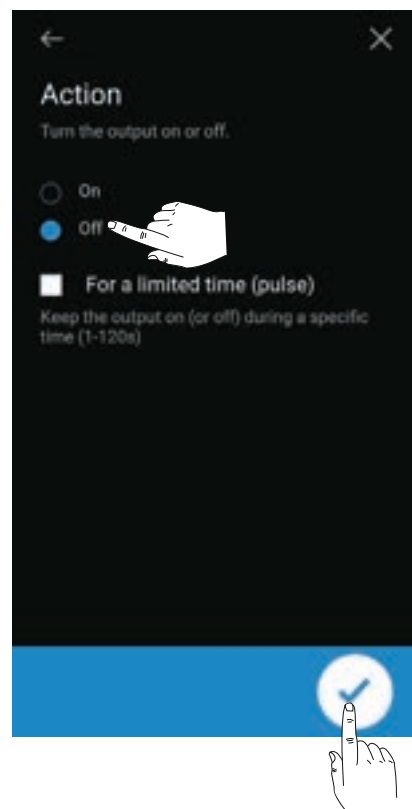 Action
Turn the output on or off.
On
Off
For a limited time (pulse)
Keep the output on (or off) during a specific
time (1-120s)